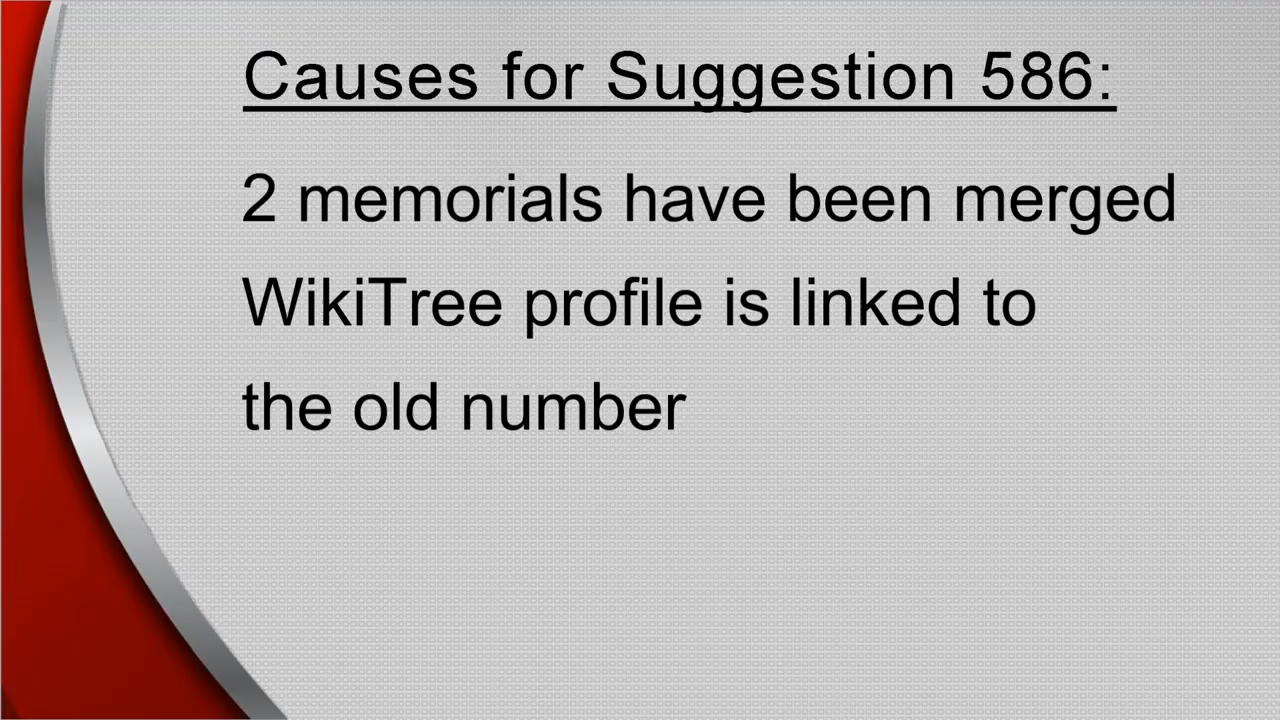 Causes for Suggestion 586:
2 memorials have been merged
WikiTree profile is linked to
the old number